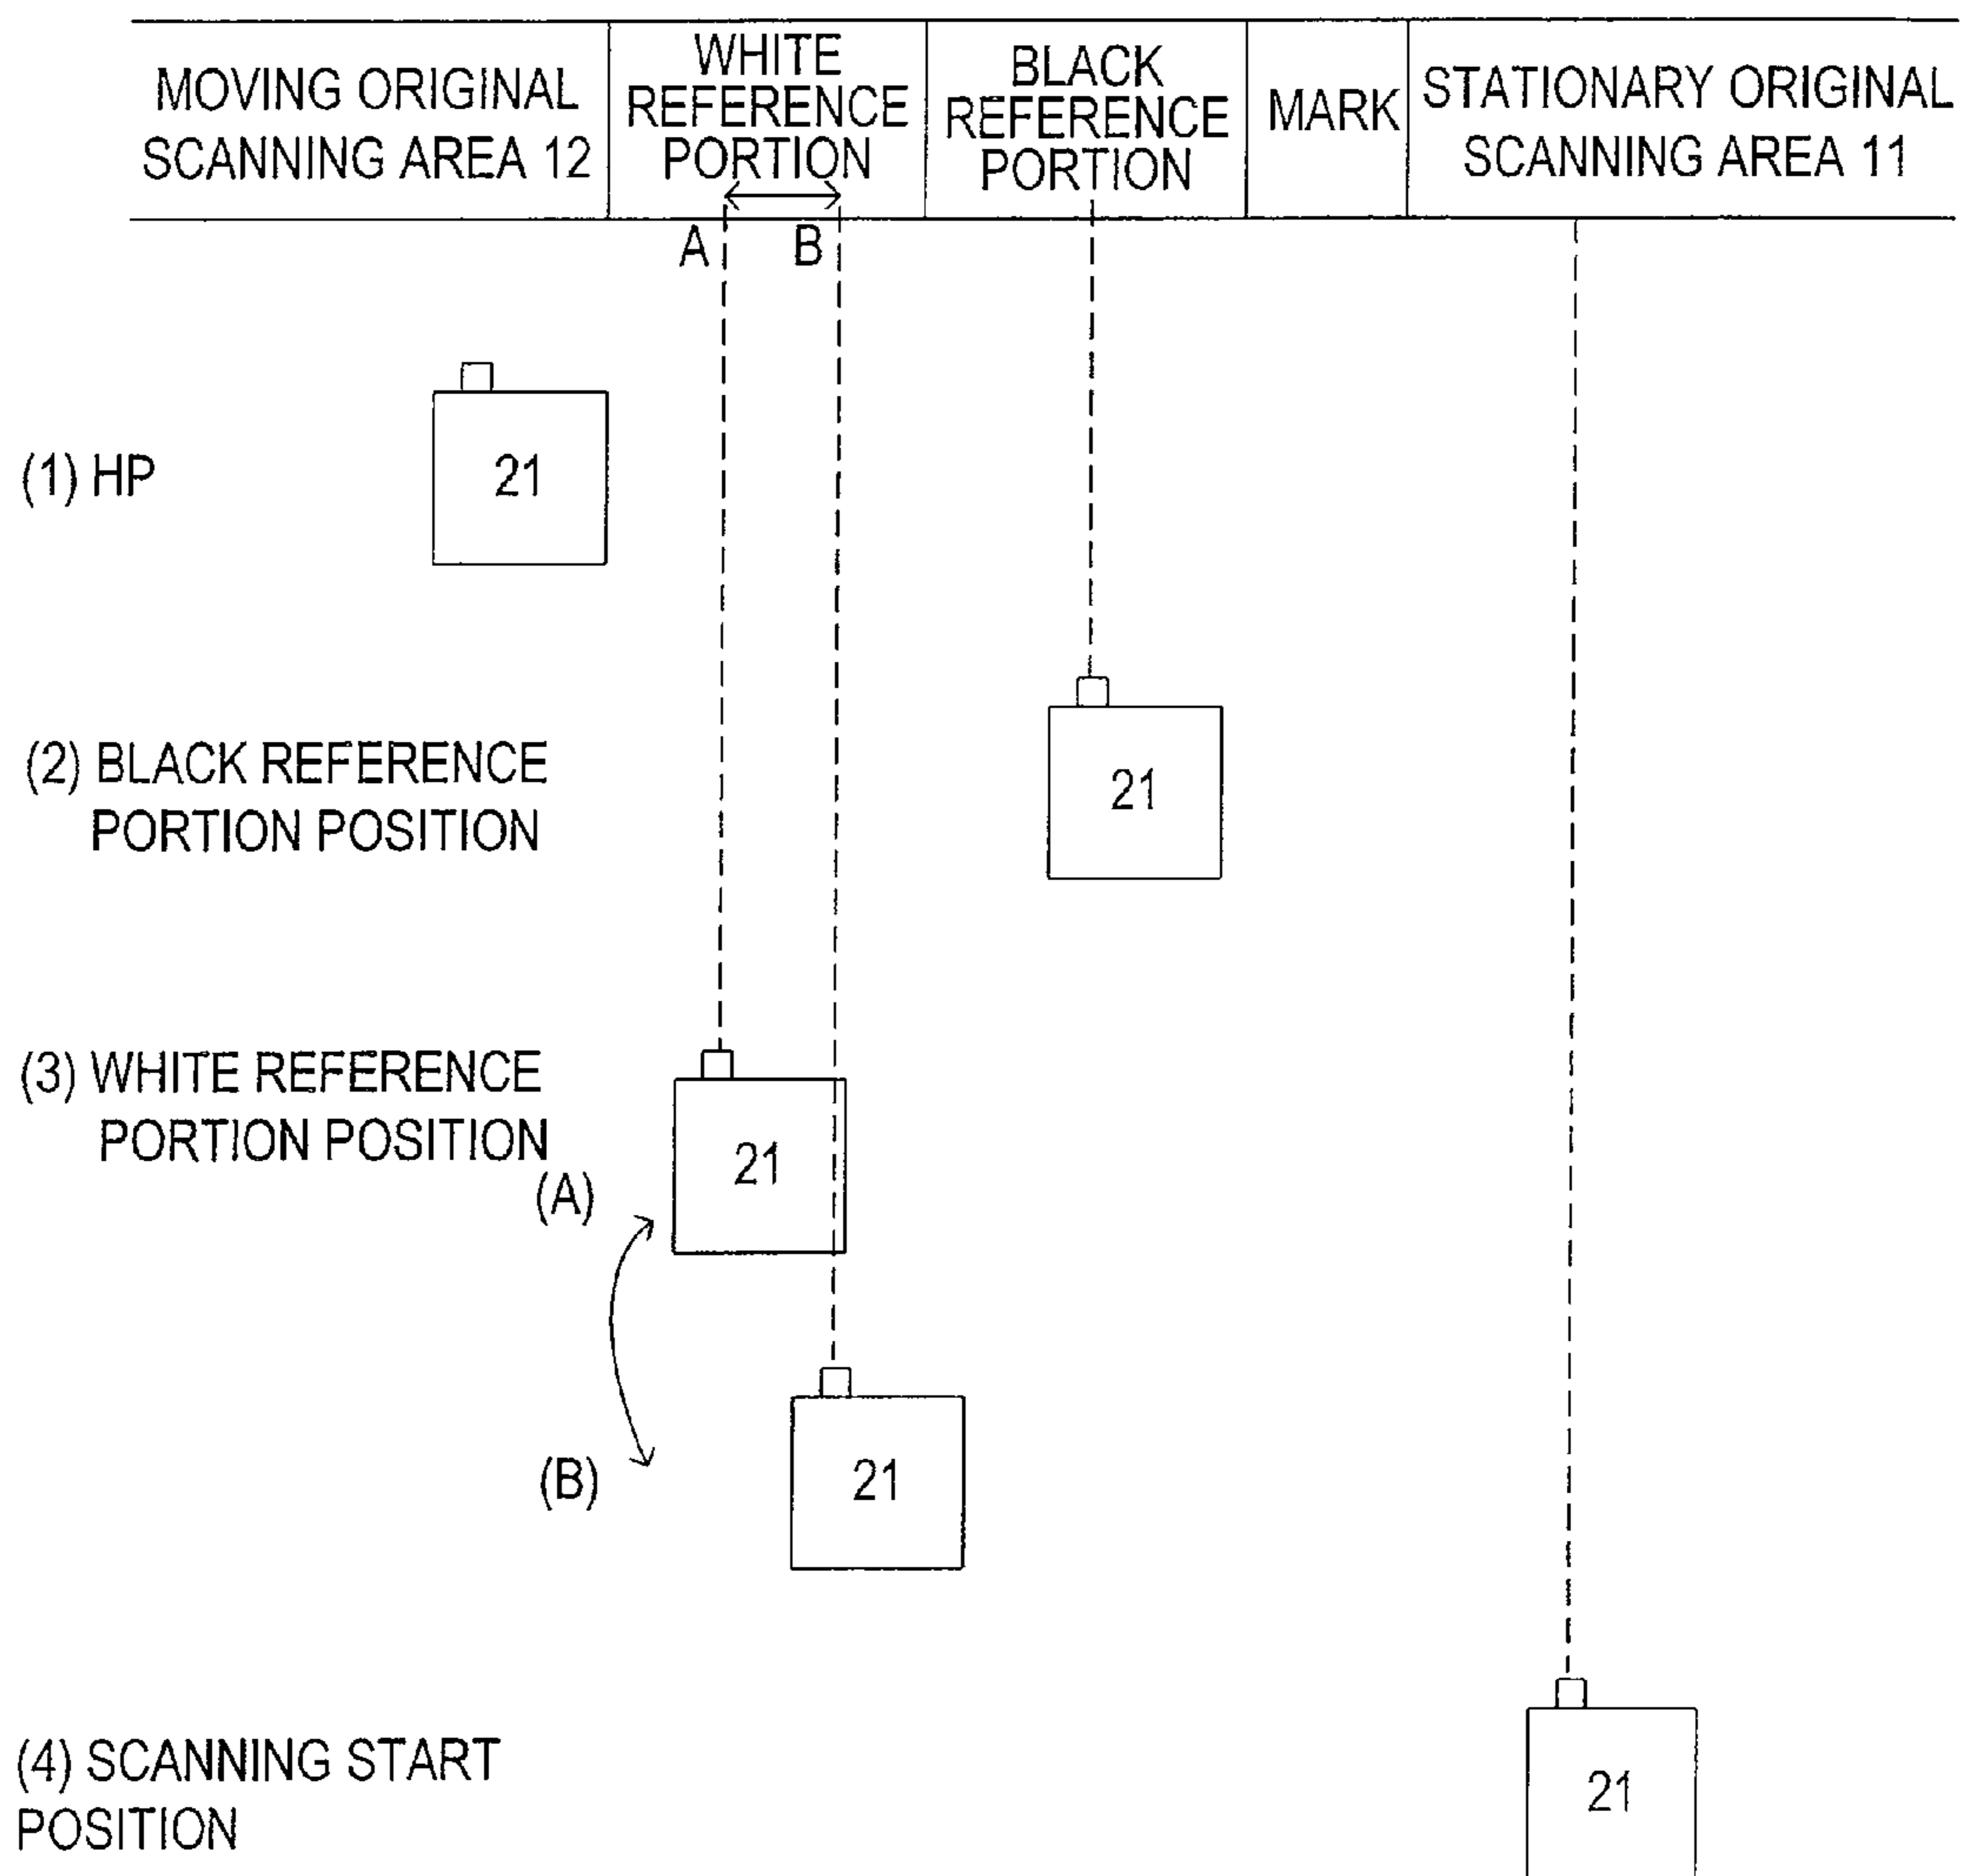 MOVING ORIGINAL
SCANNING AREA 12
WHITE
REFERENCE
PORTION
BLACK
REFERENCE
PORTION
MARK
STATIONARY ORIGINAL
SCANNING AREA 11
A
B
(1) HP
21
(2) BLACK REFERENCE
PORTION POSITION
21
(3) WHITE REFERENCE
PORTION POSITION
(A)
21
(B)
21
(4) SCANNING START
POSITION
21